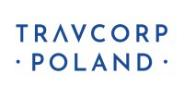 TRAVCORP
· POLAND ·